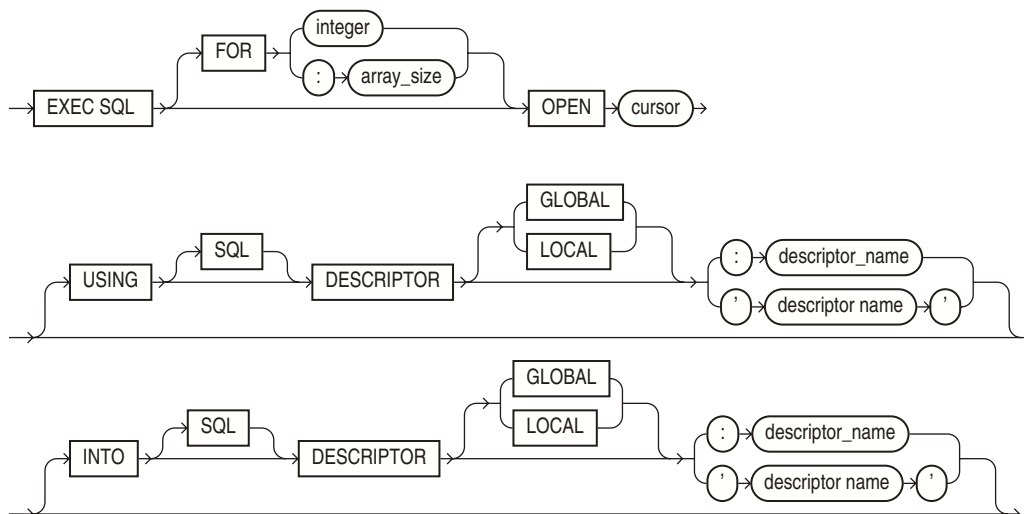 integer
FOR
: array_size
EXEC SQL OPEN cursor
GLOBAL
SQL LOCAL : descriptor_name
USING DESCRIPTOR ' descriptor name '
GLOBAL
SQL LOCAL : descriptor_name
INTO DESCRIPTOR ' descriptor name '